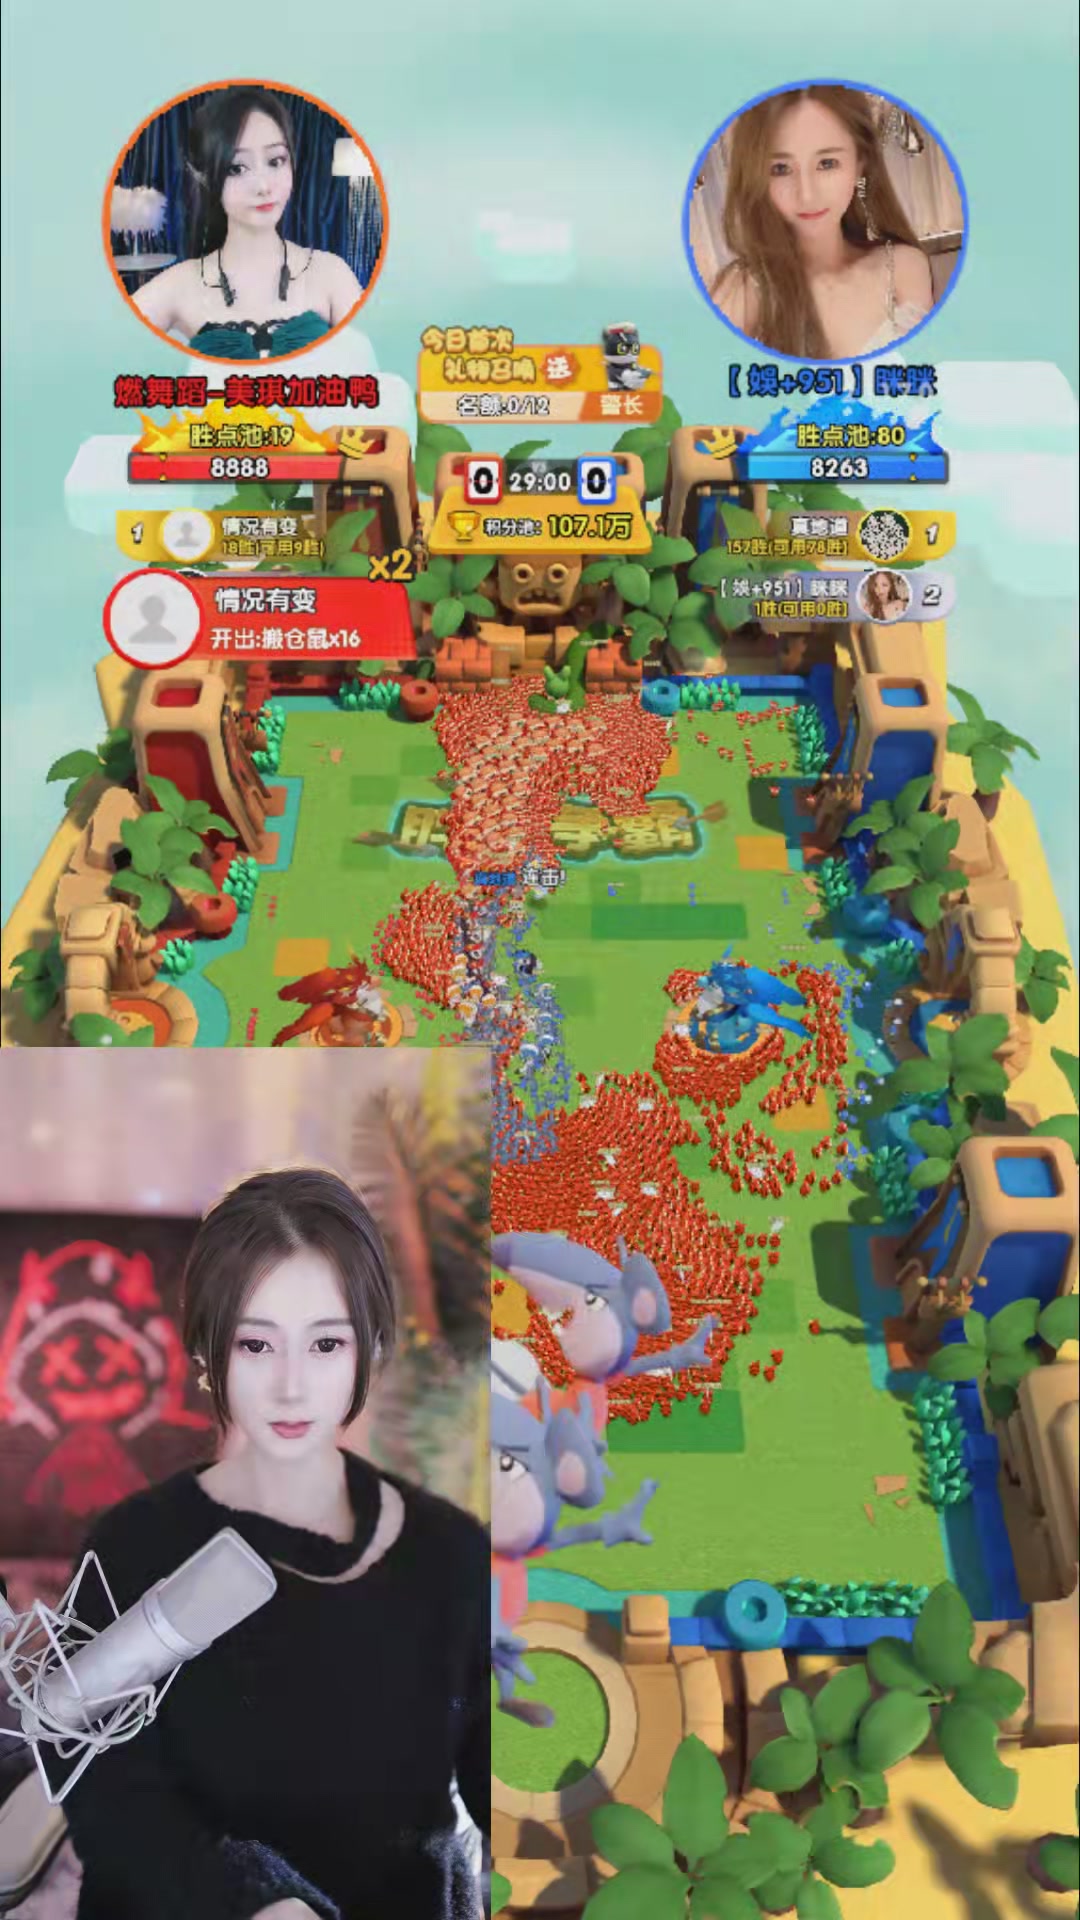 今日首次
礼物召唤 送
名额:0/12 警长
燃舞蹈-美琪加油鸭
【娱+951】眯眯
胜点池:19
胜点池:80
8888
8263
0 29:00 0
积分池: 107.1万
1 情况有变
18胜(可用9胜)
157胜(可用78胜)
1
×2
情况有变
开出:搬仓鼠x16
【娱+951】眯眯 2
1胜(可用0胜)
霸
连击!